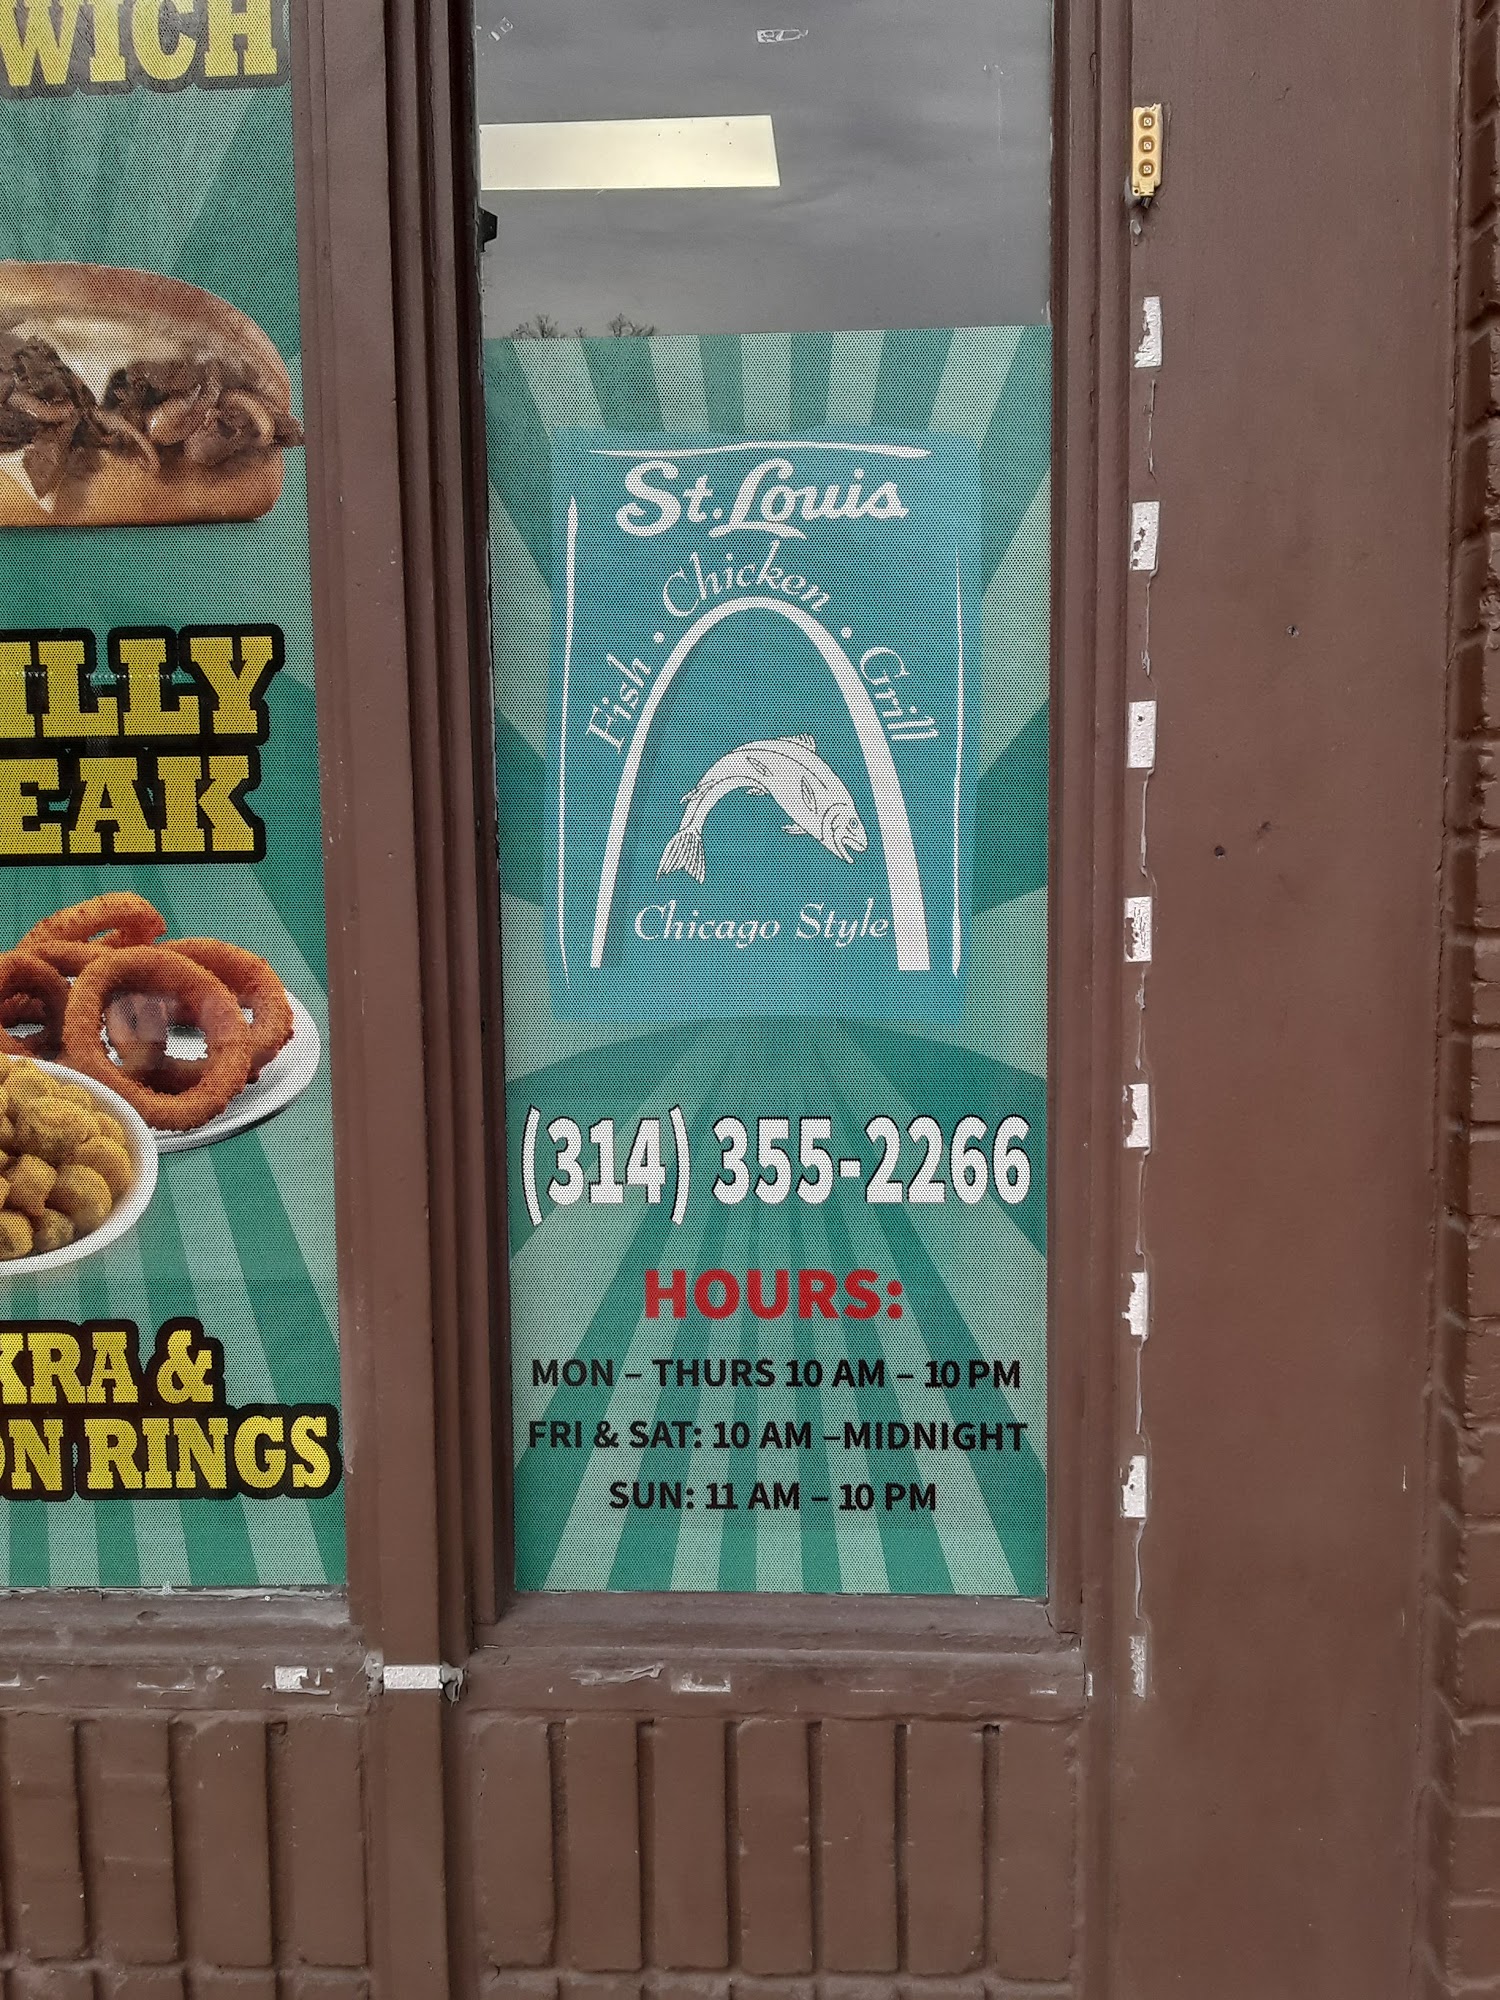 WICH
ILLY
EAK
KRA &
ON RINGS
St. Louis
Fish · Chicken · Grill
Chicago Style
(314) 355-2266
HOURS:
MON – THURS 10 AM – 10 PM
FRI & SAT: 10 AM –MIDNIGHT
SUN: 11 AM – 10 PM